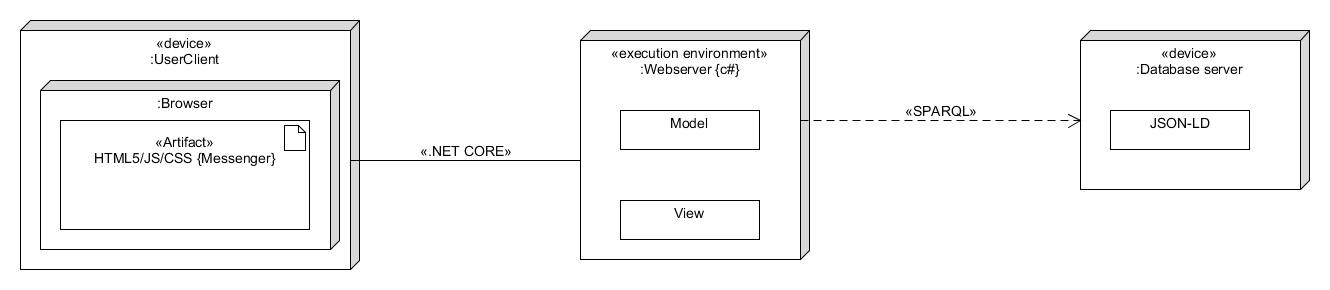 «device»
:UserClient
:Browser
«Artifact»
HTML5/JS/CSS {Messenger}
«.NET CORE»
«execution environment»
:Webserver {c#}
Model
View
«SPARQL»
«device»
:Database server
JSON-LD